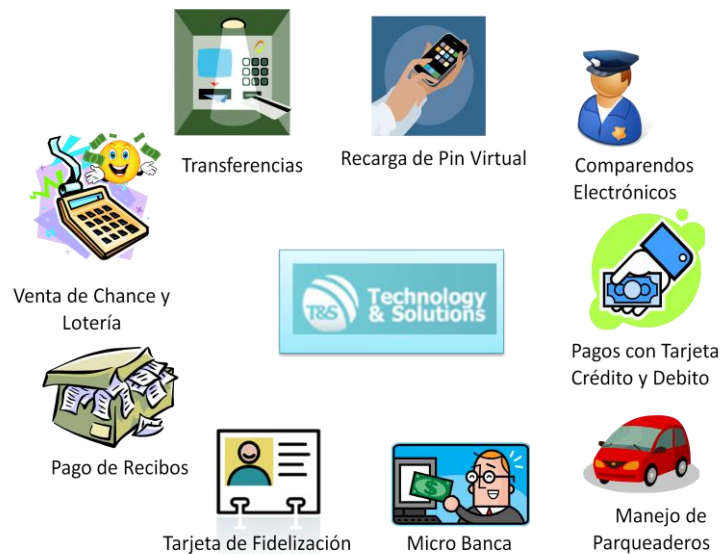 Transferencias
Recarga de Pin Virtual
Comparendos
Electrónicos
Venta de Chance y
Lotería
T&S
Technology
& Solutions
Pagos con Tarjeta
Crédito y Debito
Pago de Recibos
Tarjeta de Fidelización
Micro Banca
Manejo de
Parqueaderos